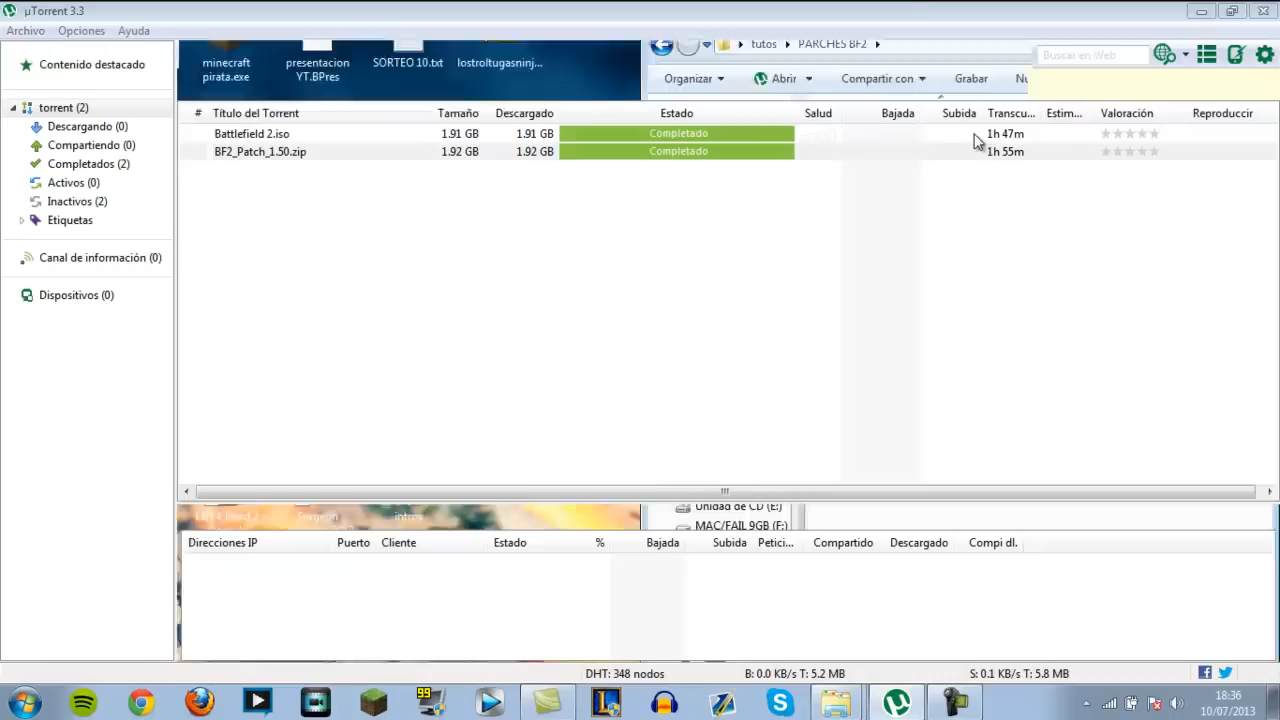 µTorrent 3.3
Archivo Opciones Ayuda
Contenido destacado
torrent (2)
Descargando (0)
Compartiendo (0)
Completados (2)
Activos (0)
Inactivos (2)
Etiquetas
Canal de información (0)
Dispositivos (0)
minecraft pirata.exe
presentacion YT.BPres
SORTEO 10.txt
lostroltugasninj...
tutos PARCHES BF2
Buscar en Web
Organizar Abrir Compartir con Grabar Nu
# Título del Torrent Tamaño Descargado Estado Salud Bajada Subida Transcu... Estim... Valoración Reproducir
Battlefield 2.iso 1.91 GB 1.91 GB Completado 1h 47m
BF2_Patch_1.50.zip 1.92 GB 1.92 GB Completado 1h 55m
Unidad de CD (E:)
MAC/FAIL 9GB (F:)
Direcciones IP Puerto Cliente Estado % Bajada Subida Petici... Compartido Descargado Compi dl.
DHT: 348 nodos B: 0.0 KB/s T: 5.2 MB S: 0.1 KB/s T: 5.8 MB
99
18:36
10/07/2013